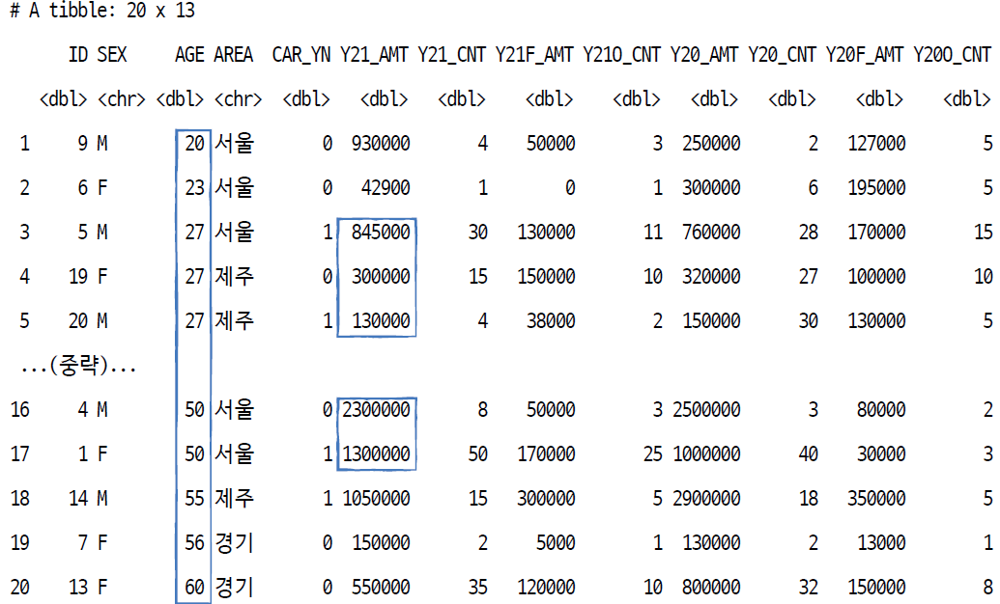 # A tibble: 20 x 13
ID SEX AGE AREA CAR_YN Y21_AMT Y21_CNT Y21F_AMT Y21O_CNT Y20_AMT Y20_CNT Y20F_AMT Y20O_CNT
<dbl> <chr> <dbl> <chr> <dbl> <dbl> <dbl> <dbl> <dbl> <dbl> <dbl> <dbl> <dbl>
1 9 M 20 서울 0 930000 4 50000 3 250000 2 127000 5
2 6 F 23 서울 0 42900 1 0 1 300000 6 195000 5
3 5 M 27 서울 1 845000 30 130000 11 760000 28 170000 15
4 19 F 27 제주 0 300000 15 150000 10 320000 27 100000 10
5 20 M 27 제주 1 130000 4 38000 2 150000 30 130000 5
...(중략)...
16 4 M 50 서울 0 2300000 8 50000 3 2500000 3 80000 2
17 1 F 50 서울 1 1300000 50 170000 25 1000000 40 30000 3
18 14 M 55 제주 1 1050000 15 300000 5 2900000 18 350000 5
19 7 F 56 경기 0 150000 2 5000 1 130000 2 13000 1
20 13 F 60 경기 0 550000 35 120000 10 800000 32 150000 8